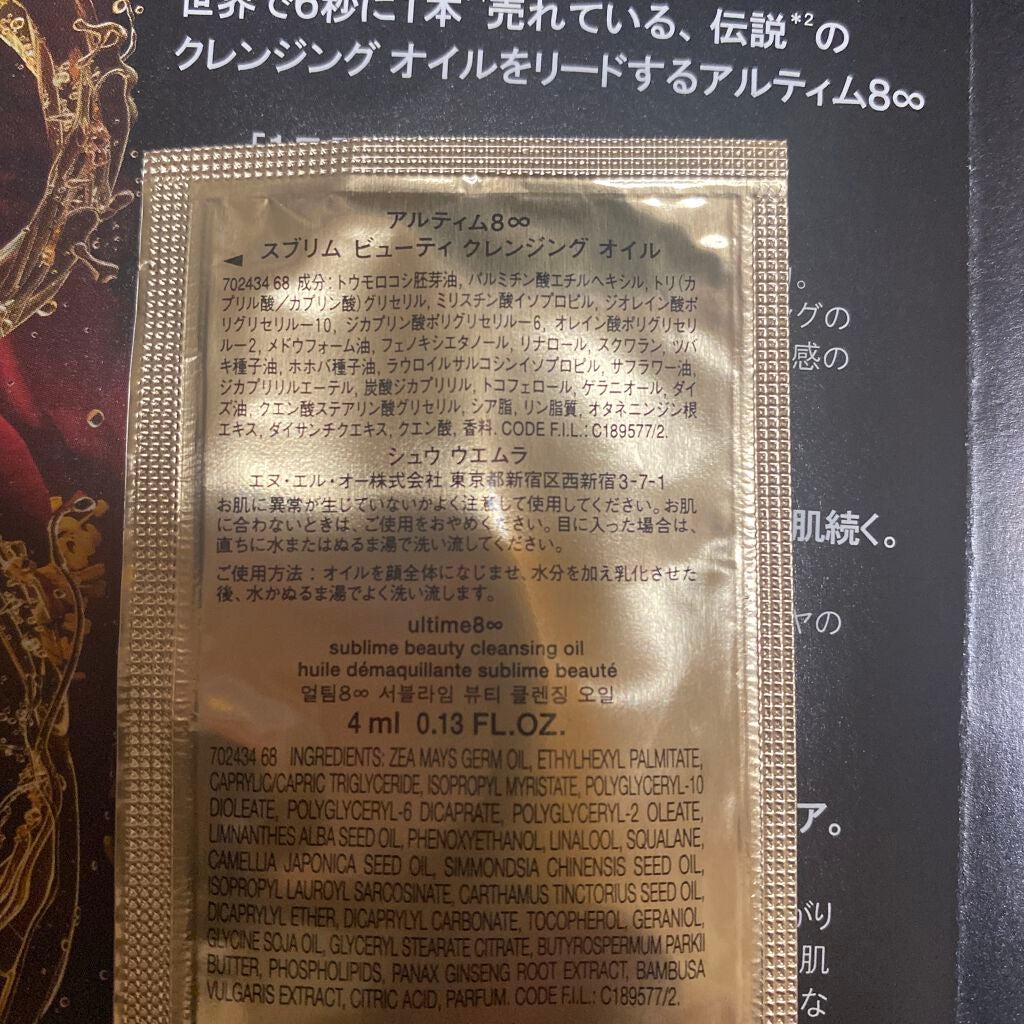 世界で6秒に1本*¹売れている、伝説*²の
クレンジング オイルをリードするアルティム8∞
アルティム8∞
スブリム ビューティ クレンジング オイル
702434 68 成分:トウモロコシ胚芽油, パルミチン酸エチルヘキシル, トリ(カ
プリル酸/カプリン酸)グリセリル, ミリスチン酸イソプロピル, ジオレイン酸ポ
リグリセリル-10, ジカプリン酸ポリグリセリル-6, オレイン酸ポリグリセリ
ル-2, メドウフォーム油, フェノキシエタノール, リナロール, スクワラン, ツバ
キ種子油, ホホバ種子油, ラウロイルサルコシンイソプロピル, サフラワー油,
ジカプリリルエーテル, 炭酸ジカプリリル, トコフェロール, ゲラニオール, ダイ
ズ油, クエン酸ステアリン酸グリセリル, シア脂, リン脂質, オタネニンジン根
エキス, ダイサンチクエキス, クエン酸, 香料. CODE F.I.L.: C189577/2.
シュウ ウエムラ
エヌ・エル・オー株式会社 東京都新宿区西新宿3-7-1
お肌に異常が生じていないかよく注意して使用してください。お肌
に合わないときは、ご使用をおやめください。目に入った場合は、
直ちに水またはぬるま湯で洗い流してください。
ご使用方法:オイルを顔全体になじませ、水分を加え乳化させた
後、水かぬるま湯でよく洗い流します。
ultime8∞
sublime beauty cleansing oil
huile démaquillante sublime beauté
얼팀8∞ 서블라임 뷰티 클렌징 오일
4 ml 0.13 FL.OZ.
702434 68 INGREDIENTS: ZEA MAYS GERM OIL, ETHYLHEXYL PALMITATE,
CAPRYLIC/CAPRIC TRIGLYCERIDE, ISOPROPYL MYRISTATE, POLYGLYCERYL-10
DIOLEATE, POLYGLYCERYL-6 DICAPRATE, POLYGLYCERYL-2 OLEATE,
LIMNANTHES ALBA SEED OIL, PHENOXYETHANOL, LINALOOL, SQUALANE,
CAMELLIA JAPONICA SEED OIL, SIMMONDSIA CHINENSIS SEED OIL,
ISOPROPYL LAUROYL SARCOSINATE, CARTHAMUS TINCTORIUS SEED OIL,
DICAPRYLYL ETHER, DICAPRYLYL CARBONATE, TOCOPHEROL, GERANIOL,
GLYCINE SOJA OIL, GLYCERYL STEARATE CITRATE, BUTYROSPERMUM PARKII
BUTTER, PHOSPHOLIPIDS, PANAX GINSENG ROOT EXTRACT, BAMBUSA
VULGARIS EXTRACT, CITRIC ACID, PARFUM. CODE F.I.L.: C189577/2.
。
ングの
感の
肌続く。
ヤの
ア。
がり
肌
な